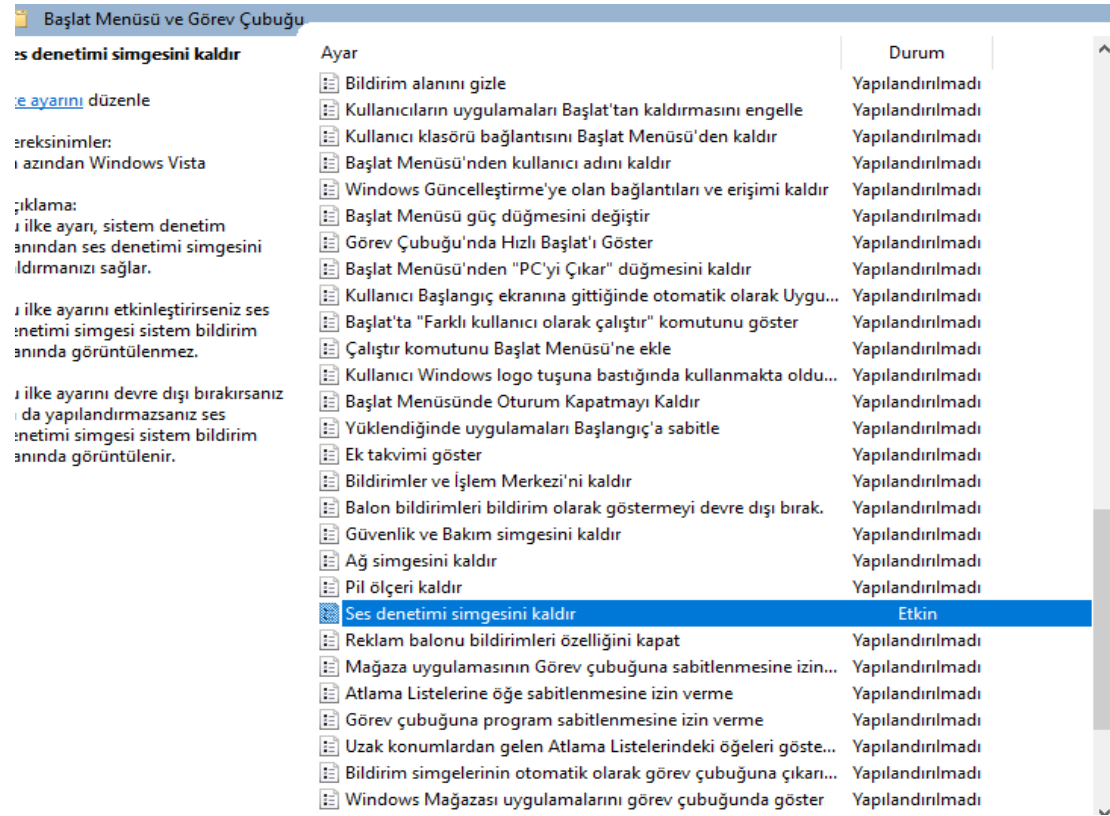 Başlat Menüsü ve Görev Çubuğu
es denetimi simgesini kaldır
ke ayarını düzenle
ereksinimler:
azından Windows Vista
çıklama:
ilke ayarı, sistem denetim
anından ses denetimi simgesini
ldırmanızı sağlar.
ilke ayarını etkinleştirirseniz ses
enetimi simgesi sistem bildirim
anında görüntülenmez.
ilke ayarını devre dışı bırakırsanız
da yapılandırmazsanız ses
enetimi simgesi sistem bildirim
anında görüntülenir.
Ayar Durum
Bildirim alanını gizle Yapılandırılmadı
Kullanıcıların uygulamaları Başlat'tan kaldırmasını engelle Yapılandırılmadı
Kullanıcı klasörü bağlantısını Başlat Menüsü'den kaldır Yapılandırılmadı
Başlat Menüsü'nden kullanıcı adını kaldır Yapılandırılmadı
Windows Güncelleştirme'ye olan bağlantıları ve erişimi kaldır Yapılandırılmadı
Başlat Menüsü güç düğmesini değiştir Yapılandırılmadı
Görev Çubuğu'nda Hızlı Başlat'ı Göster Yapılandırılmadı
Başlat Menüsü'nden "PC'yi Çıkar" düğmesini kaldır Yapılandırılmadı
Kullanıcı Başlangıç ekranına gittiğinde otomatik olarak Uygu... Yapılandırılmadı
Başlat'ta "Farklı kullanıcı olarak çalıştır" komutunu göster Yapılandırılmadı
Çalıştır komutunu Başlat Menüsü'ne ekle Yapılandırılmadı
Kullanıcı Windows logo tuşuna bastığında kullanmakta oldu... Yapılandırılmadı
Başlat Menüsünde Oturum Kapatmayı Kaldır Yapılandırılmadı
Yüklendiğinde uygulamaları Başlangıç'a sabitle Yapılandırılmadı
Ek takvimi göster Yapılandırılmadı
Bildirimler ve İşlem Merkezi'ni kaldır Yapılandırılmadı
Balon bildirimleri bildirim olarak göstermeyi devre dışı bırak. Yapılandırılmadı
Güvenlik ve Bakım simgesini kaldır Yapılandırılmadı
Ağ simgesini kaldır Yapılandırılmadı
Pil ölçeri kaldır Yapılandırılmadı
Ses denetimi simgesini kaldır Etkin
Reklam balonu bildirimleri özelliğini kapat Yapılandırılmadı
Mağaza uygulamasının Görev çubuğuna sabitlenmesine izin... Yapılandırılmadı
Atlama Listelerine öğe sabitlenmesine izin verme Yapılandırılmadı
Görev çubuğuna program sabitlenmesine izin verme Yapılandırılmadı
Uzak konumlardan gelen Atlama Listelerindeki öğeleri göste... Yapılandırılmadı
Bildirim simgelerinin otomatik olarak görev çubuğuna çıkarı... Yapılandırılmadı
Windows Mağazası uygulamalarını görev çubuğunda göster Yapılandırılmadı